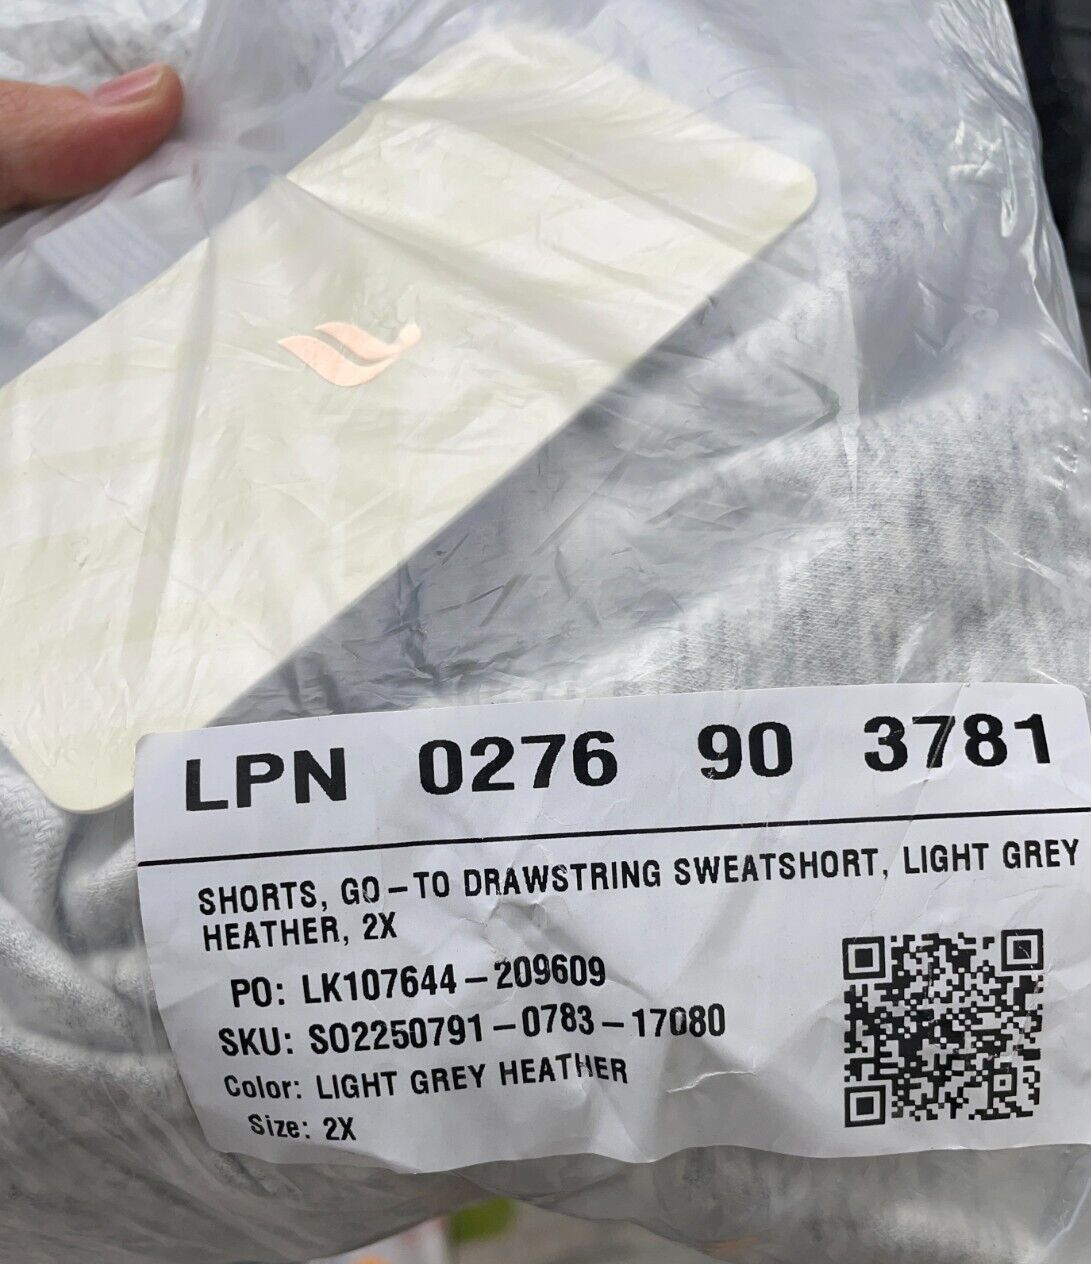 LPN 0276 90 3781
SHORTS, GO-TO DRAWSTRING SWEATSHORT, LIGHT GREY
HEATHER, 2X
PO: LK107644-209609
SKU: SO2250791-0783-17080
Color: LIGHT GREY HEATHER
Size: 2X